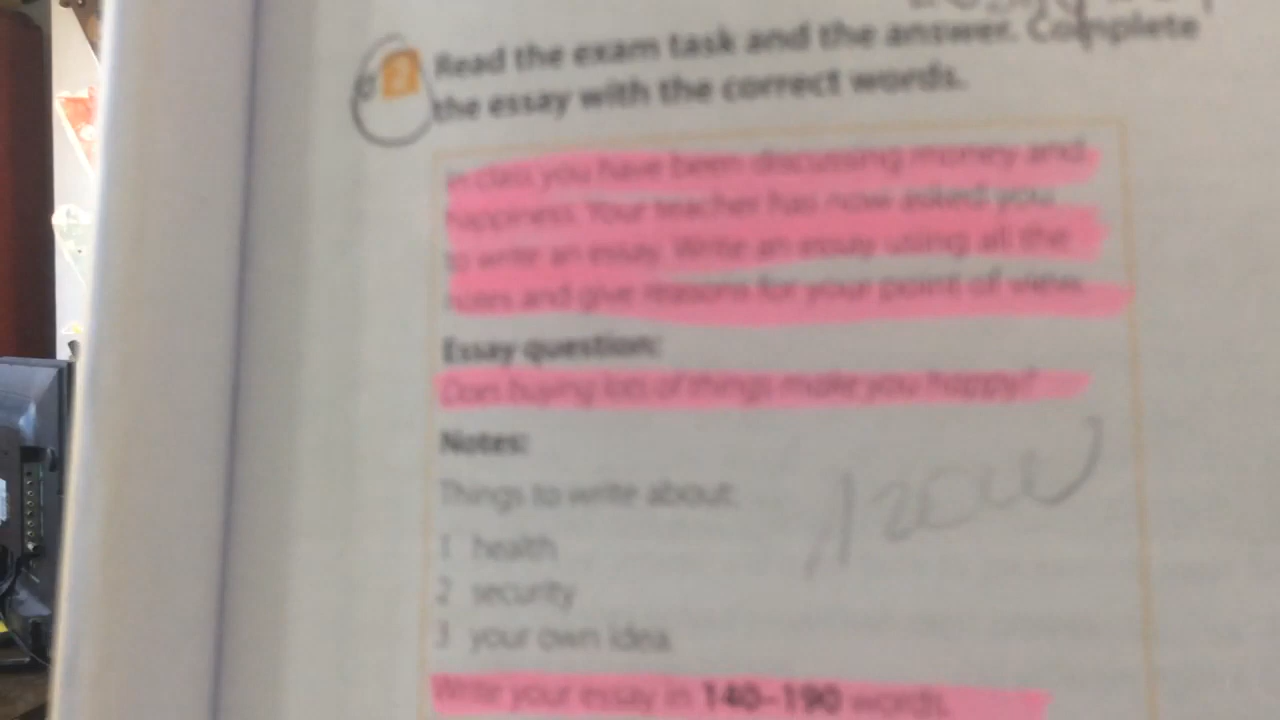 2 Read the exam task and the answer. Complete
the essay with the correct words.
In class you have been discussing money and
happiness. Your teacher has now asked you
to write an essay. Write an essay using all the
notes and give reasons for your point of view.
Essay question:
Does buying lots of things make you happy?
Notes:
Things to write about:
1 health
2 security
3 your own idea
Write your essay in 140–190 words.